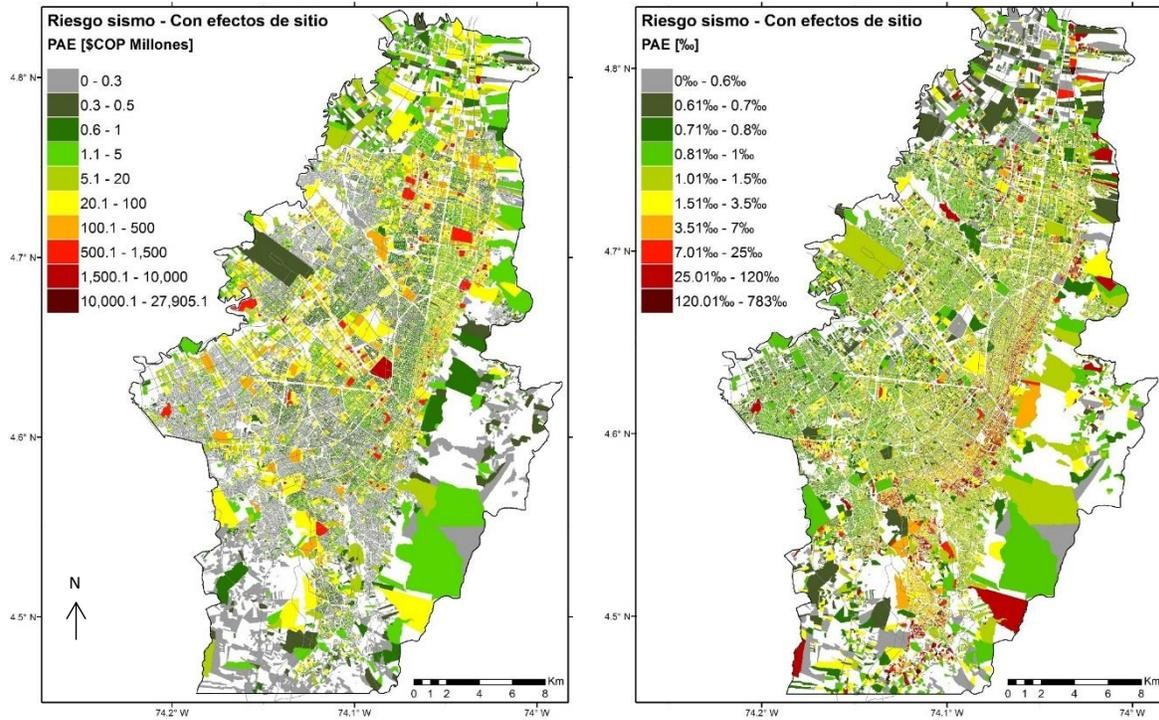 Riesgo sismo - Con efectos de sitio
PAE [$COP Millones]
0 - 0.3
0.3 - 0.5
0.6 - 1
1.1 - 5
5.1 - 20
20.1 - 100
100.1 - 500
500.1 - 1,500
1,500.1 - 10,000
10,000.1 - 27,905.1
4.8° N
4.7° N
4.6° N
4.5° N
N
0 1 2 4 6 8 Km
74.2° W 74.1° W 74° W
Riesgo sismo - Con efectos de sitio
PAE [‰]
0‰ - 0.6‰
0.61‰ - 0.7‰
0.71‰ - 0.8‰
0.81‰ - 1‰
1.01‰ - 1.5‰
1.51‰ - 3.5‰
3.51‰ - 7‰
7.01‰ - 25‰
25.01‰ - 120‰
120.01‰ - 783‰
4.8° N
4.7° N
4.6° N
4.5° N
0 1 2 4 6 8 Km
74.2° W 74.1° W 74° W